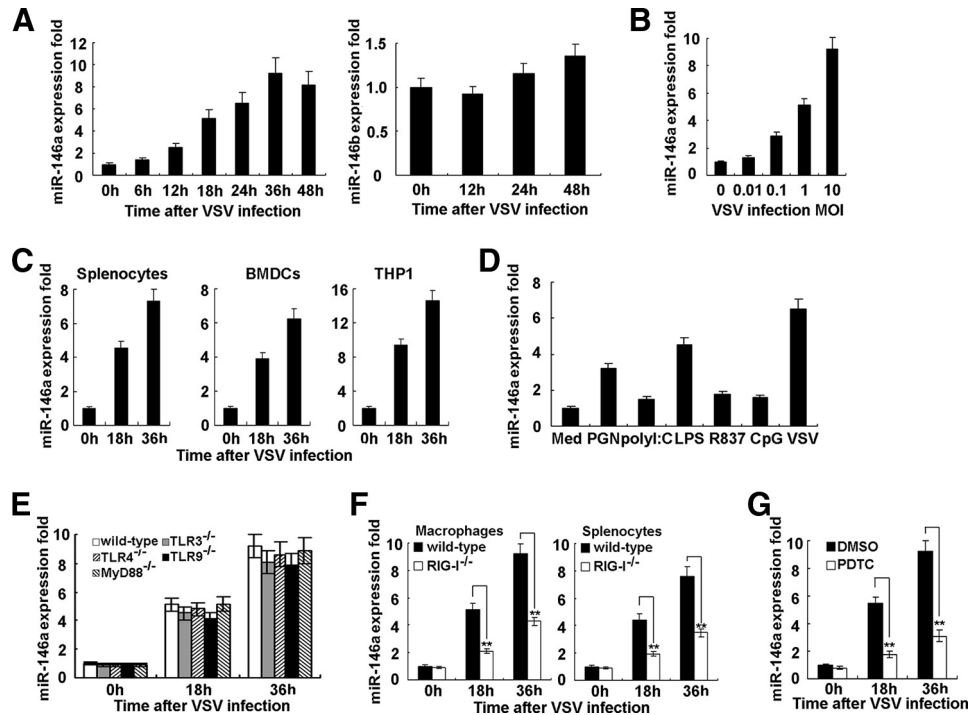 A
miR-146a expression fold
12
10
8
6
4
2
0
0h 6h 12h 18h 24h 36h 48h
Time after VSV infection
miR-146b expression fold
1.5
1.0
0.5
0
0h 12h 24h 48h
Time after VSV infection
B
miR-146a expression fold
10
8
6
4
2
0
0 0.01 0.1 1 10
VSV infection MOI
C
miR-146a expression fold
Splenocytes
8
6
4
2
0
0h 18h 36h
BMDCs
8
6
4
2
0
0h 18h 36h
THP1
16
12
8
4
0
0h 18h 36h
Time after VSV infection
D
miR-146a expression fold
8
6
4
2
0
Med PGN polyI:C LPS R837 CpG VSV
E
miR-146a expression fold
10
8
6
4
2
0
wild-type TLR3-/-
TLR4-/- TLR9-/-
MyD88-/-
0h 18h 36h
Time after VSV infection
F
miR-146a expression fold
Macrophages
wild-type
RIG-I-/-
10
8
6
4
2
0
**
**
0h 18h 36h
Splenocytes
wild-type
RIG-I-/-
10
8
6
4
2
0
**
**
0h 18h 36h
Time after VSV infection
G
miR-146a expression fold
DMSO
PDTC
10
8
6
4
2
0
**
**
0h 18h 36h
Time after VSV infection